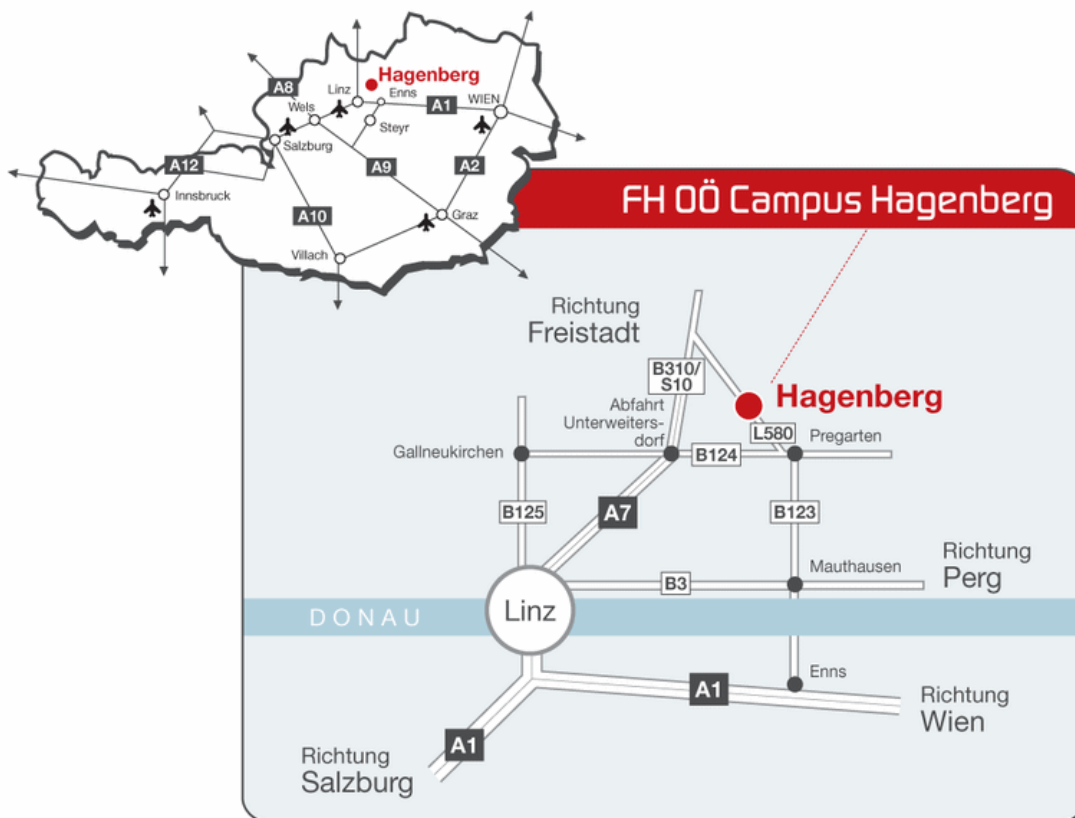 Hagenberg
A8
Linz
Enns
Wels
A1
WIEN
Steyr
Salzburg
A12
A9
A2
Innsbruck
A10
Graz
Villach
FH OÖ Campus Hagenberg
Richtung
Freistadt
B310/
S10
Hagenberg
Abfahrt
Unterweiters-
dorf
L580
Gallneukirchen
B124
Pregarten
A7
B125
B123
Mauthausen
Richtung
Perg
B3
Linz
DONAU
Enns
A1
Richtung
Wien
A1
Richtung
Salzburg